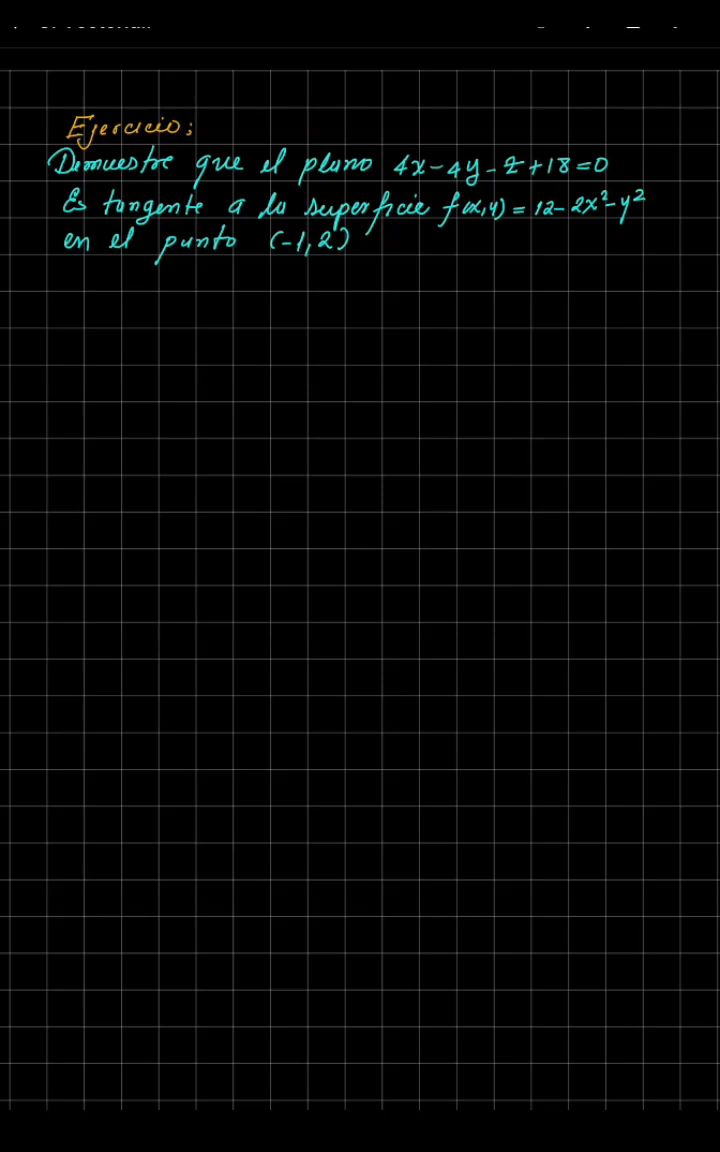 Ejercicio:
Demuestre que el plano 4x-4y-z+18=0
Es tangente a la superficie f(x,y) = 12-2x²-y²
en el punto (-1,2)